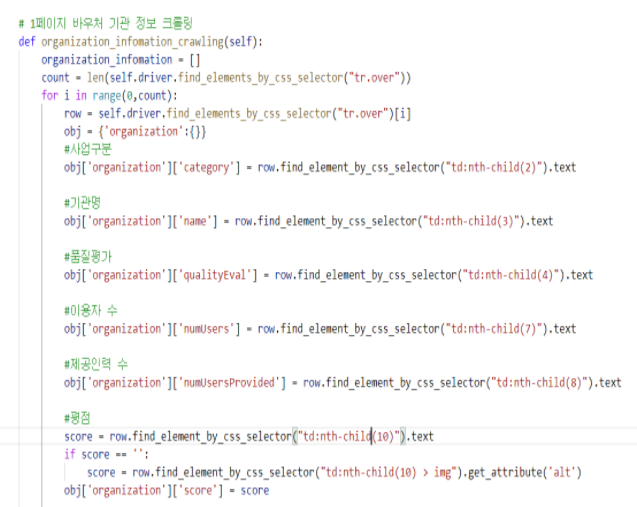 # 1페이지 바우처 기관 정보 크롤링
def organization_infomation_crawling(self):
    organization_infomation = []
    count = len(self.driver.find_elements_by_css_selector("tr.over"))
    for i in range(0,count):
        row = self.driver.find_elements_by_css_selector("tr.over")[i]
        obj = {'organization':{}}
        #사업구분
        obj['organization']['category'] = row.find_element_by_css_selector("td:nth-child(2)").text
        #기관명
        obj['organization']['name'] = row.find_element_by_css_selector("td:nth-child(3)").text
        #품질평가
        obj['organization']['qualityEval'] = row.find_element_by_css_selector("td:nth-child(4)").text
        #이용자 수
        obj['organization']['numUsers'] = row.find_element_by_css_selector("td:nth-child(7)").text
        #제공인력 수
        obj['organization']['numUsersProvided'] = row.find_element_by_css_selector("td:nth-child(8)").text
        #평점
        score = row.find_element_by_css_selector("td:nth-child(10)").text
        if score == '':
            score = row.find_element_by_css_selector("td:nth-child(10) > img").get_attribute('alt')
        obj['organization']['score'] = score